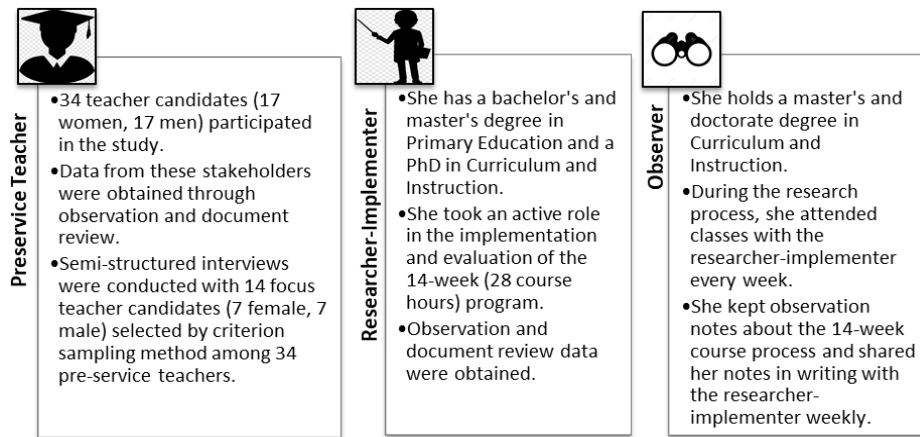 Preservice Teacher
•34 teacher candidates (17
women, 17 men) participated
in the study.
•Data from these stakeholders
were obtained through
observation and document
review.
•Semi-structured interviews
were conducted with 14 focus
teacher candidates (7 female, 7
male) selected by criterion
sampling method among 34
pre-service teachers.
Researcher-Implementer
•She has a bachelor's and
master's degree in
Primary Education and a
PhD in Curriculum and
Instruction.
•She took an active role
in the implementation
and evaluation of the
14-week (28 course
hours) program.
•Observation and
document review data
were obtained.
Observer
•She holds a master's and
doctorate degree in
Curriculum and
Instruction.
•During the research
process, she attended
classes with the
researcher-implementer
every week.
•She kept observation
notes about the 14-week
course process and shared
her notes in writing with
the researcher-
implementer weekly.